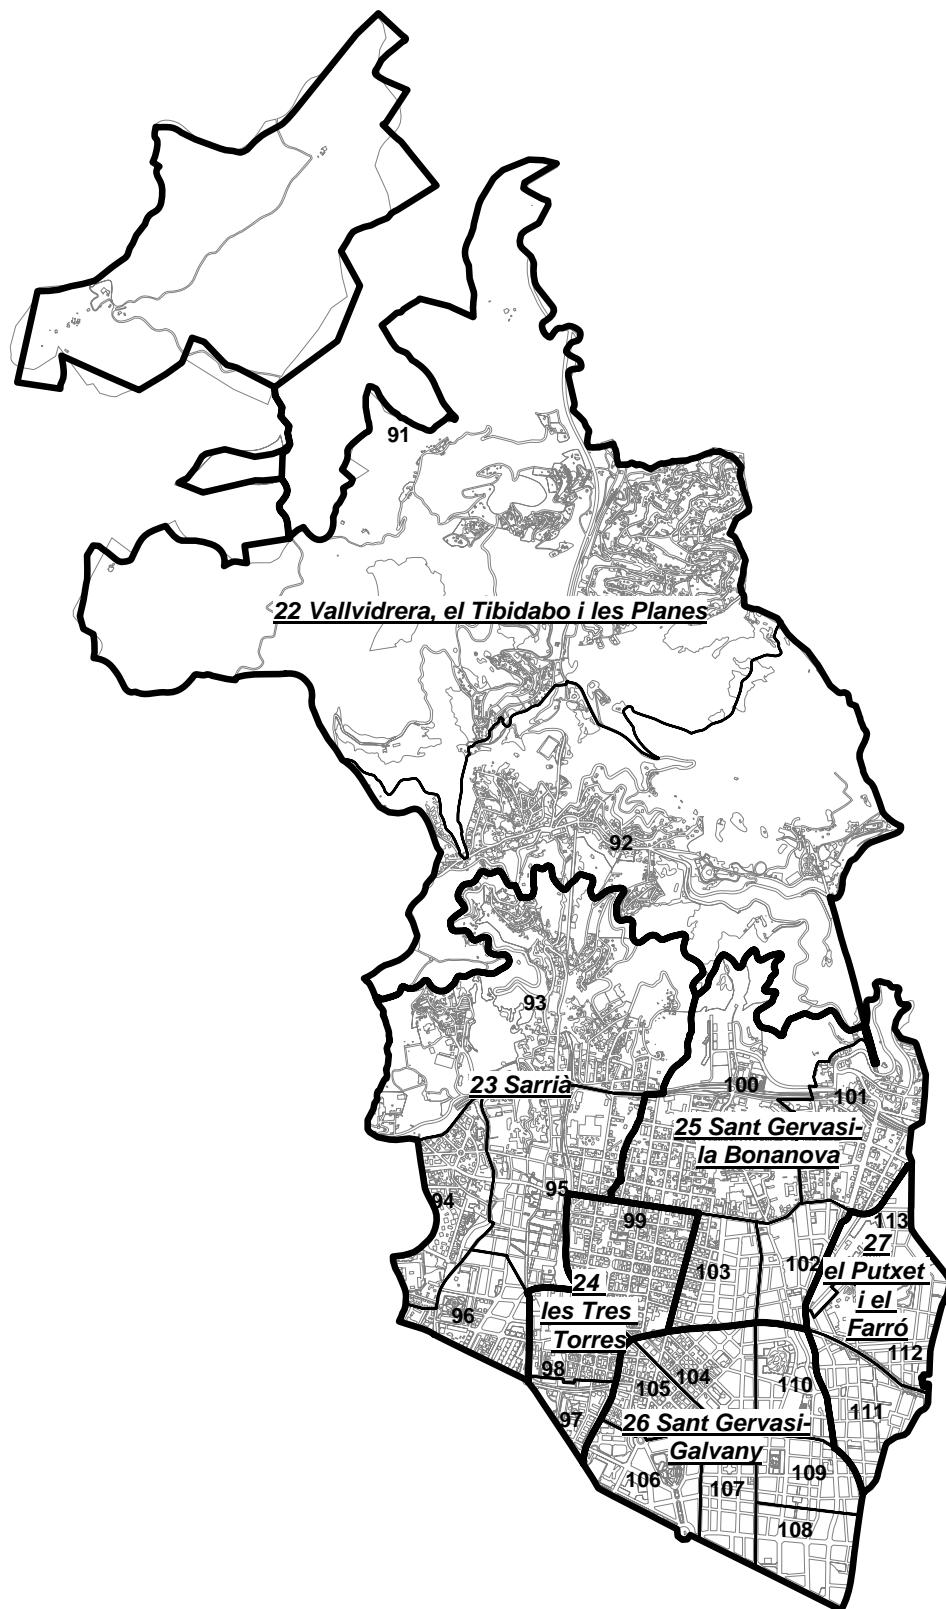 91
22 Vallvidrera, el Tibidabo i les Planes
92
93
23 Sarrià
100
101
25 Sant Gervasi-
la Bonanova
94
95
99
113
27
el Putxet
i el
Farró
102
103
24
les Tres
Torres
96
112
98
104
105
110
111
97
26 Sant Gervasi-
Galvany
106
107
109
108